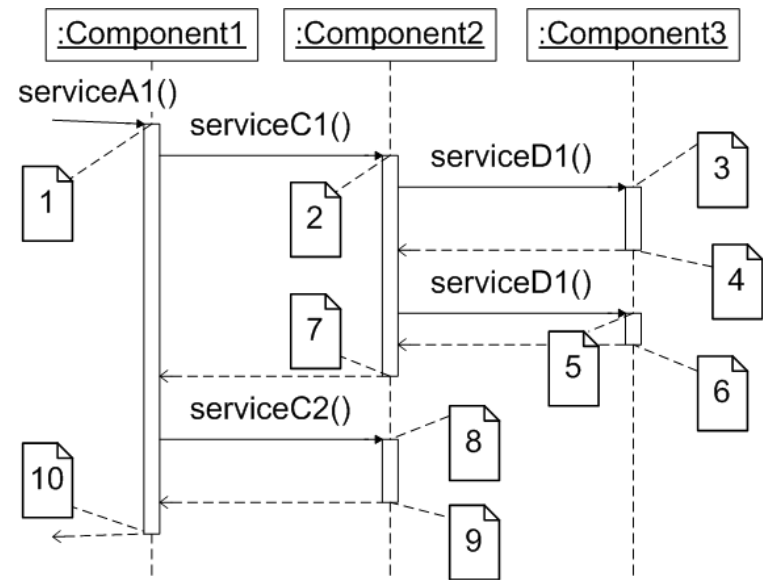 :Component1
:Component2
:Component3
serviceA1()
serviceC1()
serviceD1()
1
2
3
4
serviceD1()
7
5
6
serviceC2()
8
10
9